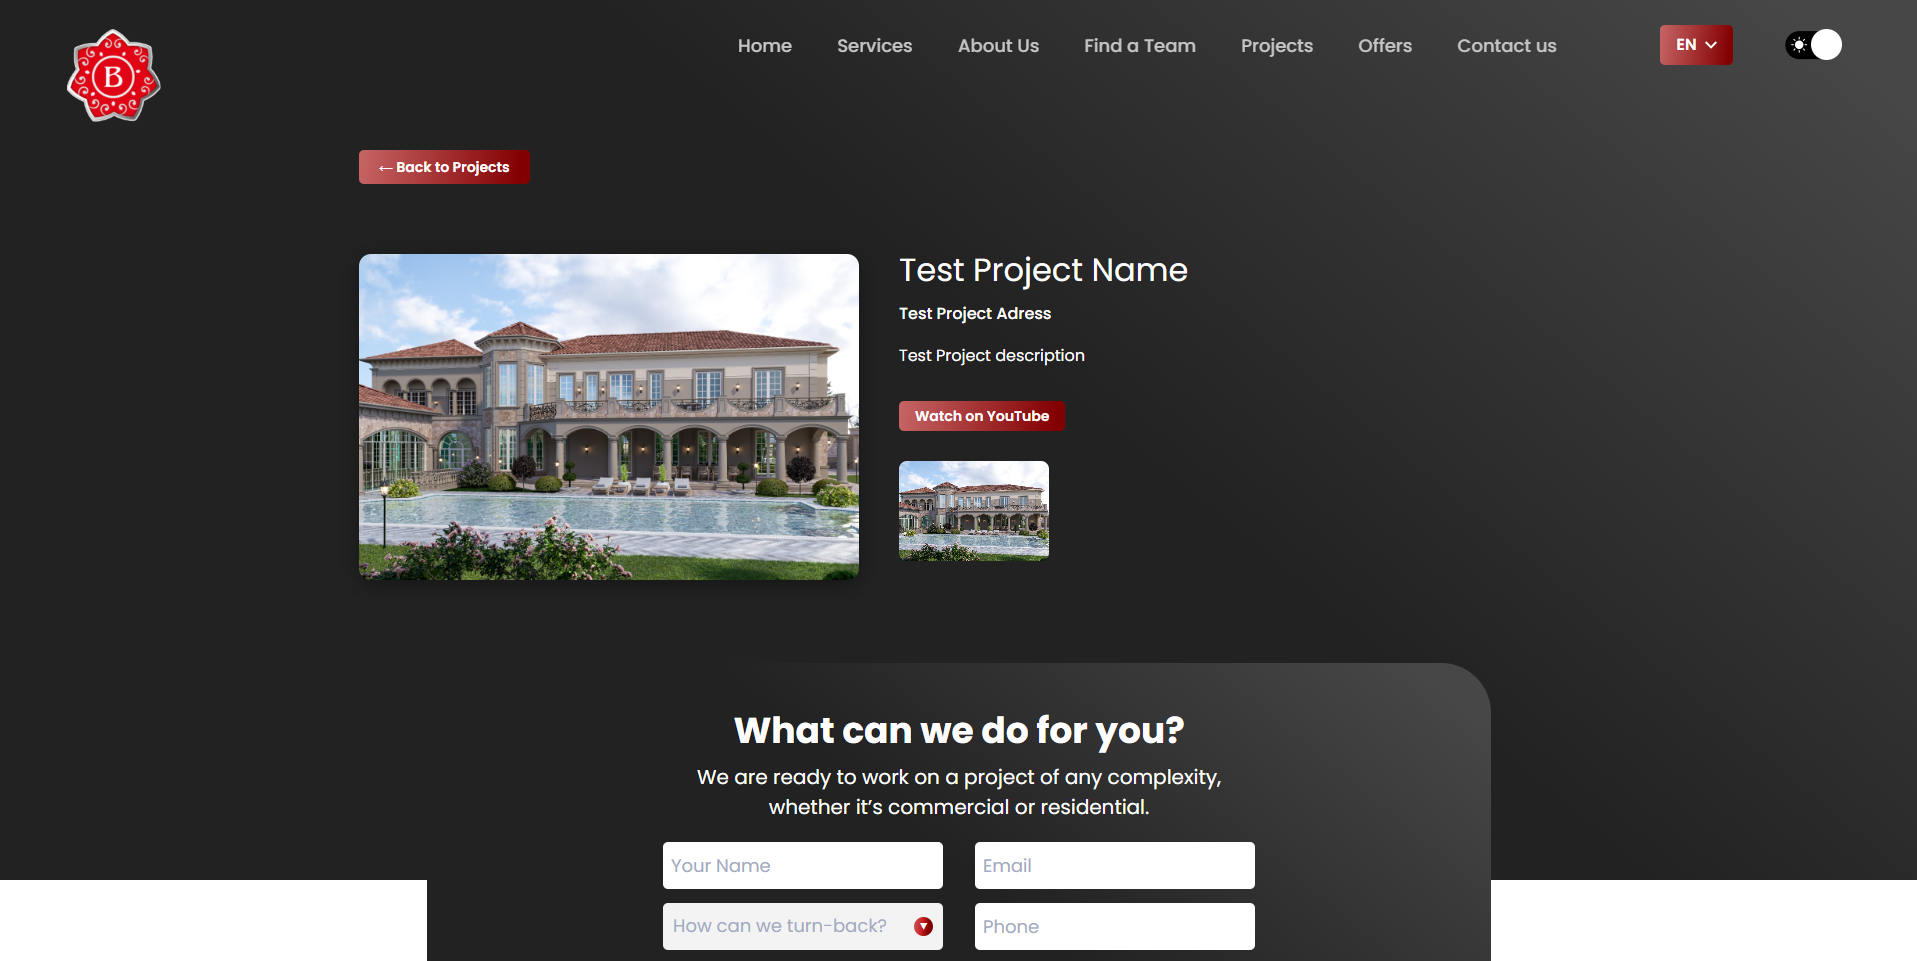 B
Home Services About Us Find a Team Projects Offers Contact us EN
← Back to Projects
Test Project Name
Test Project Adress
Test Project description
Watch on YouTube
What can we do for you?
We are ready to work on a project of any complexity,
whether it’s commercial or residential.
Your Name Email
How can we turn-back? Phone